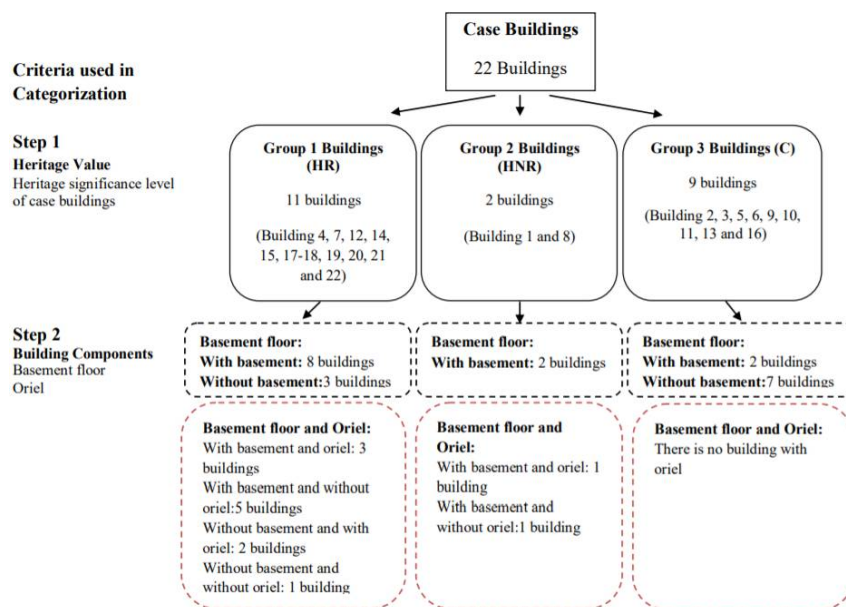 Case Buildings
22 Buildings
Criteria used in
Categorization
Step 1
Heritage Value
Heritage significance level
of case buildings
Group 1 Buildings
(HR)
11 buildings
(Building 4, 7, 12, 14,
15, 17-18, 19, 20, 21
and 22)
Group 2 Buildings
(HNR)
2 buildings
(Building 1 and 8)
Group 3 Buildings (C)
9 buildings
(Building 2, 3, 5, 6, 9, 10,
11, 13 and 16)
Step 2
Building Components
Basement floor
Oriel
Basement floor:
With basement: 8 buildings
Without basement:3 buildings
Basement floor:
With basement: 2 buildings
Basement floor:
With basement: 2 buildings
Without basement:7 buildings
Basement floor and Oriel:
With basement and oriel: 3
buildings
With basement and without
oriel:5 buildings
Without basement and with
oriel: 2 buildings
Without basement and
without oriel: 1 building
Basement floor and
Oriel:
With basement and oriel: 1
building
With basement and
without oriel:1 building
Basement floor and Oriel:
There is no building with
oriel